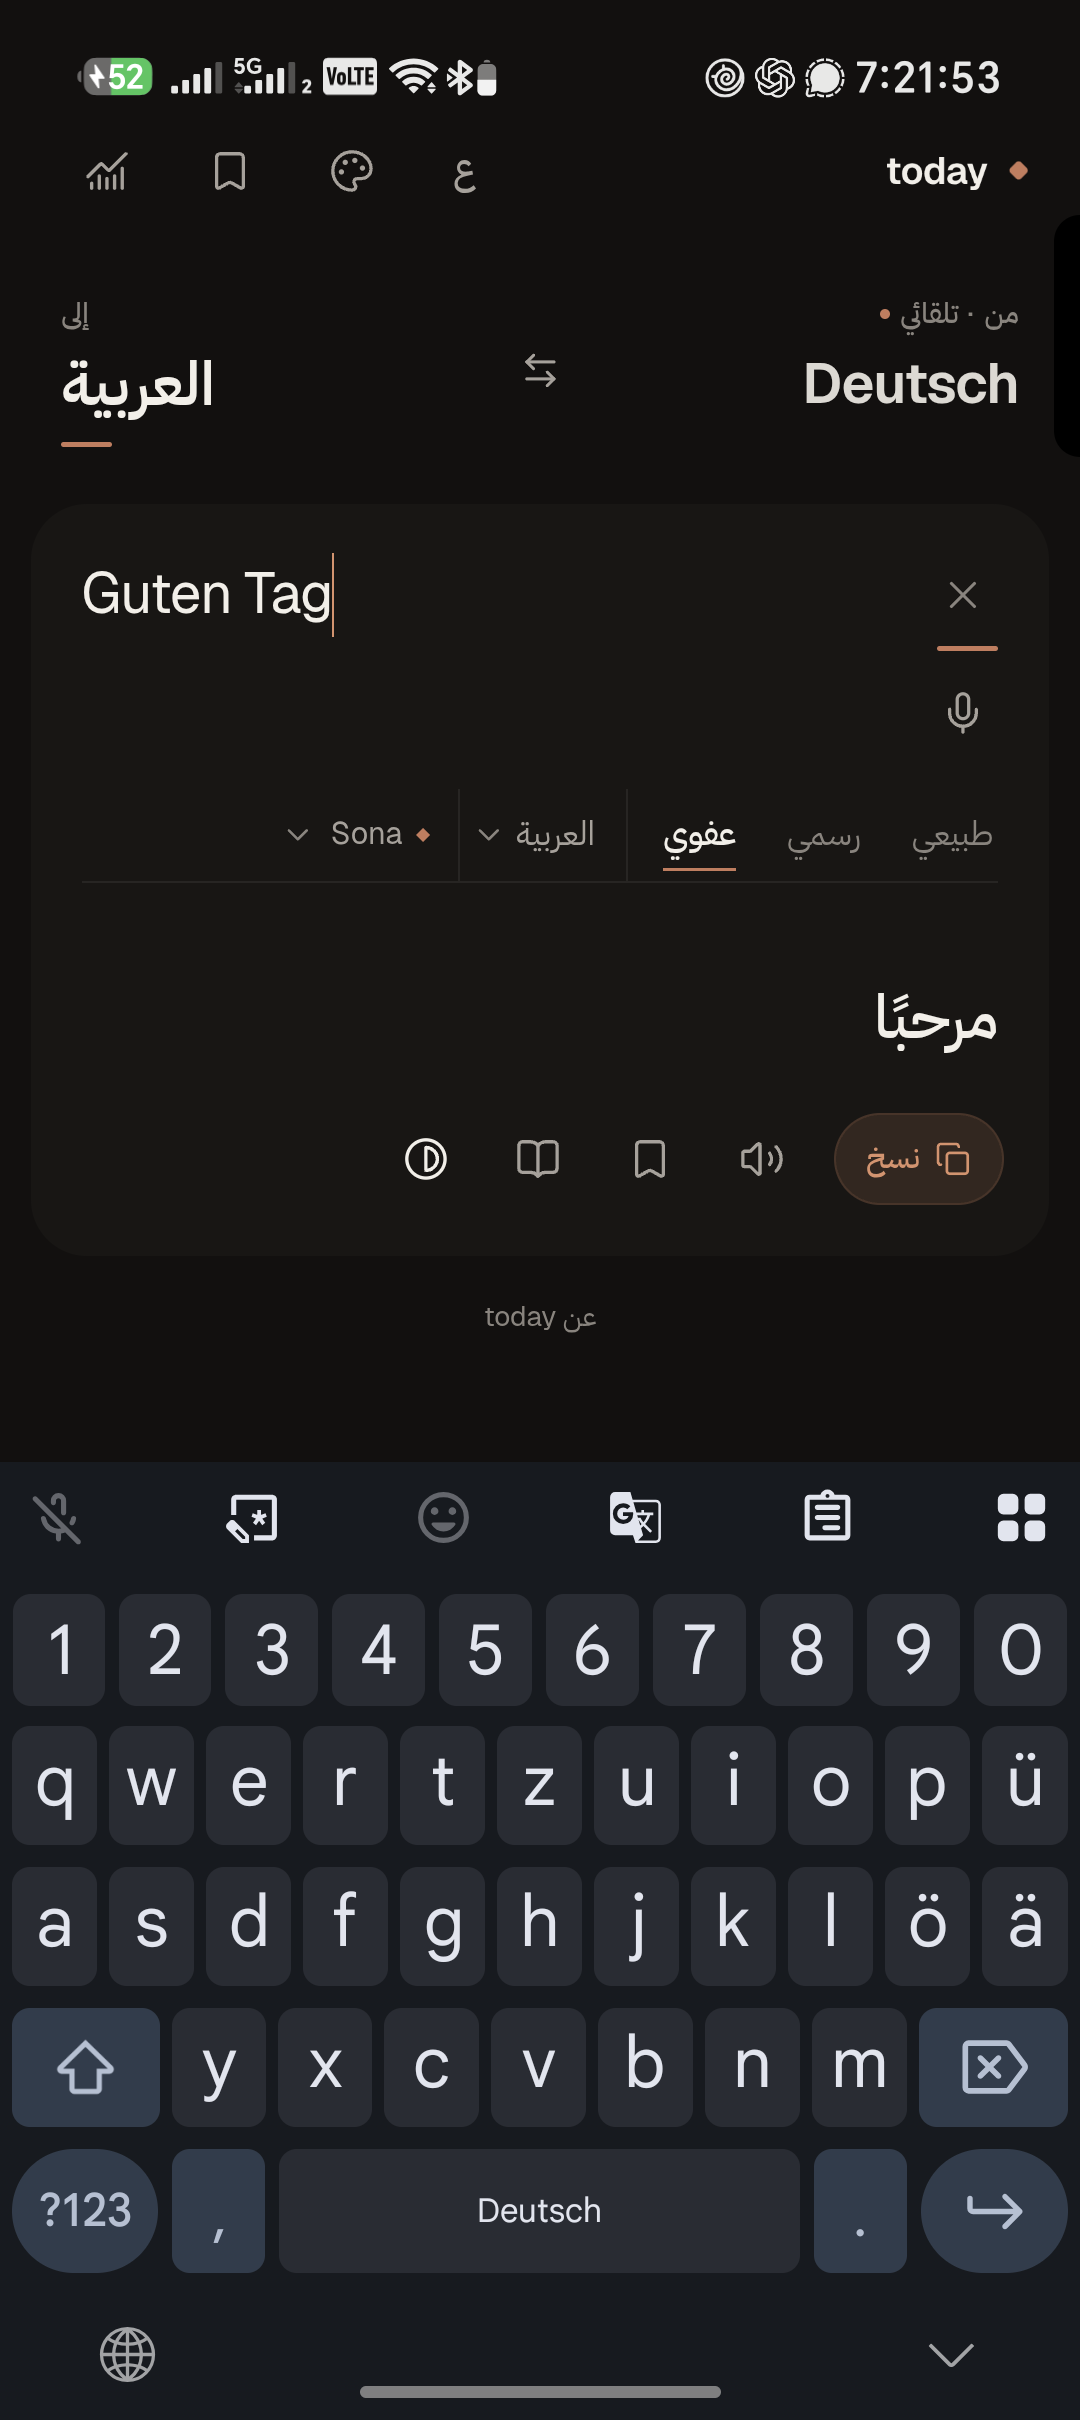 52 5G 2 VoLTE 7:21:53
ع today
من · تلقائي
إلى
Deutsch
العربية
Guten Tag
طبيعي رسمي عفوي العربية Sona
مرحبًا
نسخ
عن today
1 2 3 4 5 6 7 8 9 0
q w e r t z u i o p ü
a s d f g h j k l ö ä
y x c v b n m
?123 , Deutsch .